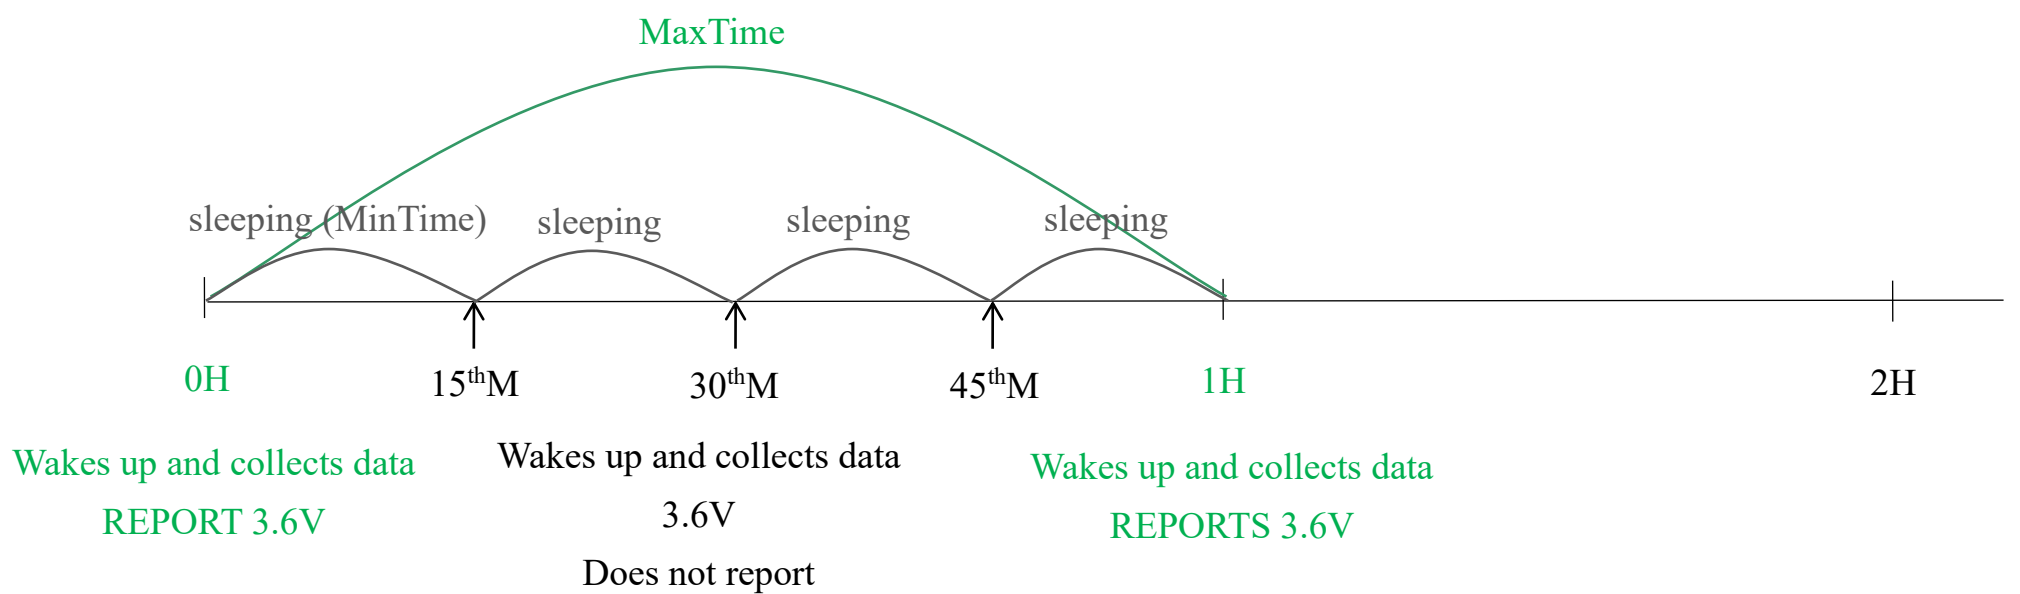 MaxTime
sleeping (MinTime)
sleeping
sleeping
sleeping
0H
15thM
30thM
45thM
1H
2H
Wakes up and collects data
REPORT 3.6V
Wakes up and collects data
3.6V
Does not report
Wakes up and collects data
REPORTS 3.6V